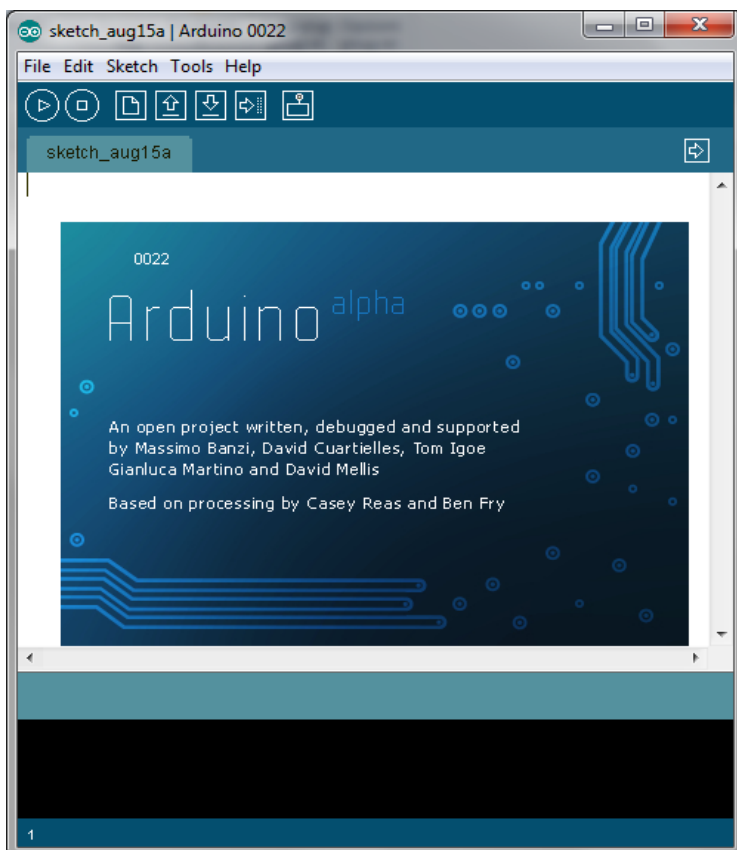 sketch_aug15a | Arduino 0022
File Edit Sketch Tools Help
sketch_aug15a
0022
Arduino alpha
An open project written, debugged and supported
by Massimo Banzi, David Cuartielles, Tom Igoe
Gianluca Martino and David Mellis
Based on processing by Casey Reas and Ben Fry
1